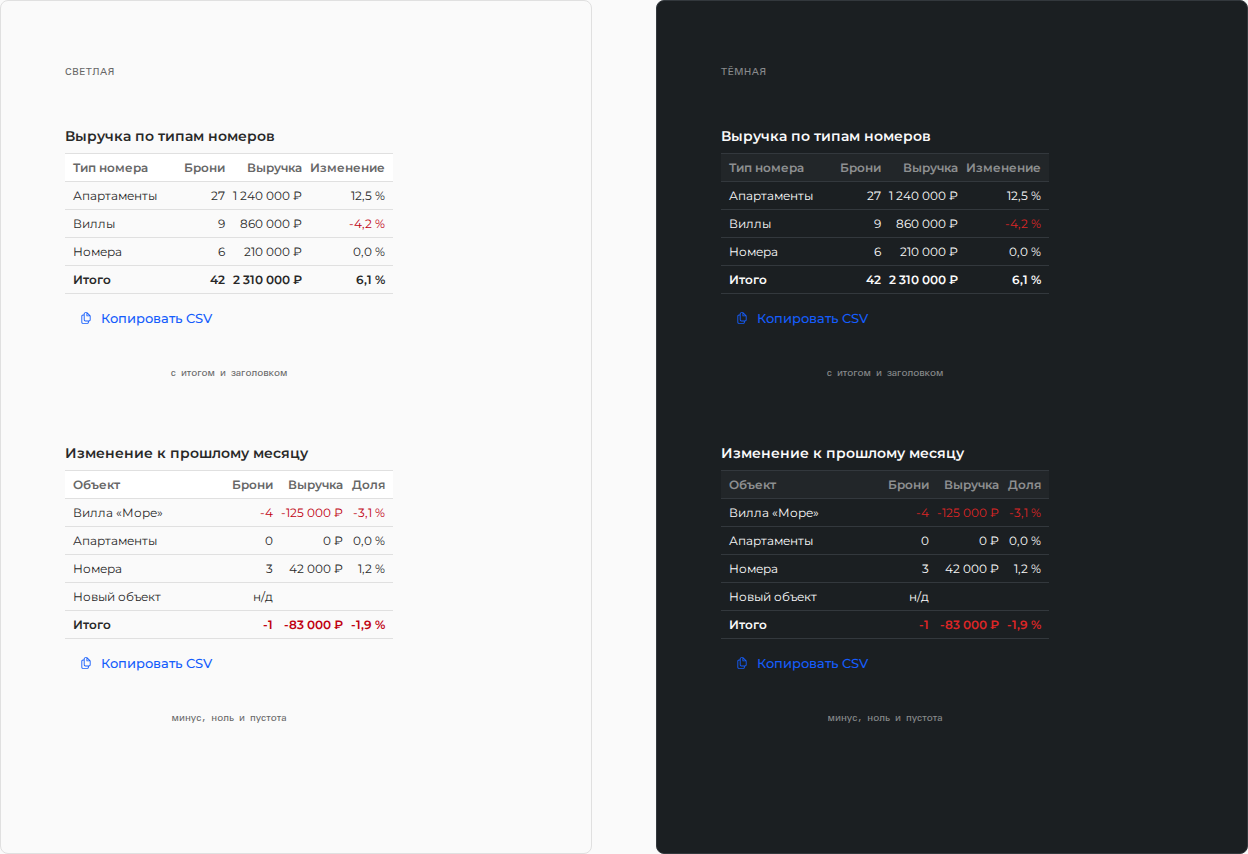 СВЕТЛАЯ
Выручка по типам номеров
Тип номера Брони Выручка Изменение
Апартаменты 27 1 240 000 ₽ 12,5 %
Виллы 9 860 000 ₽ -4,2 %
Номера 6 210 000 ₽ 0,0 %
Итого 42 2 310 000 ₽ 6,1 %
Копировать CSV
с итогом и заголовком
Изменение к прошлому месяцу
Объект Брони Выручка Доля
Вилла «Море» -4 -125 000 ₽ -3,1 %
Апартаменты 0 0 ₽ 0,0 %
Номера 3 42 000 ₽ 1,2 %
Новый объект н/д
Итого -1 -83 000 ₽ -1,9 %
Копировать CSV
минус, ноль и пустота
ТЁМНАЯ
Выручка по типам номеров
Тип номера Брони Выручка Изменение
Апартаменты 27 1 240 000 ₽ 12,5 %
Виллы 9 860 000 ₽ -4,2 %
Номера 6 210 000 ₽ 0,0 %
Итого 42 2 310 000 ₽ 6,1 %
Копировать CSV
с итогом и заголовком
Изменение к прошлому месяцу
Объект Брони Выручка Доля
Вилла «Море» -4 -125 000 ₽ -3,1 %
Апартаменты 0 0 ₽ 0,0 %
Номера 3 42 000 ₽ 1,2 %
Новый объект н/д
Итого -1 -83 000 ₽ -1,9 %
Копировать CSV
минус, ноль и пустота